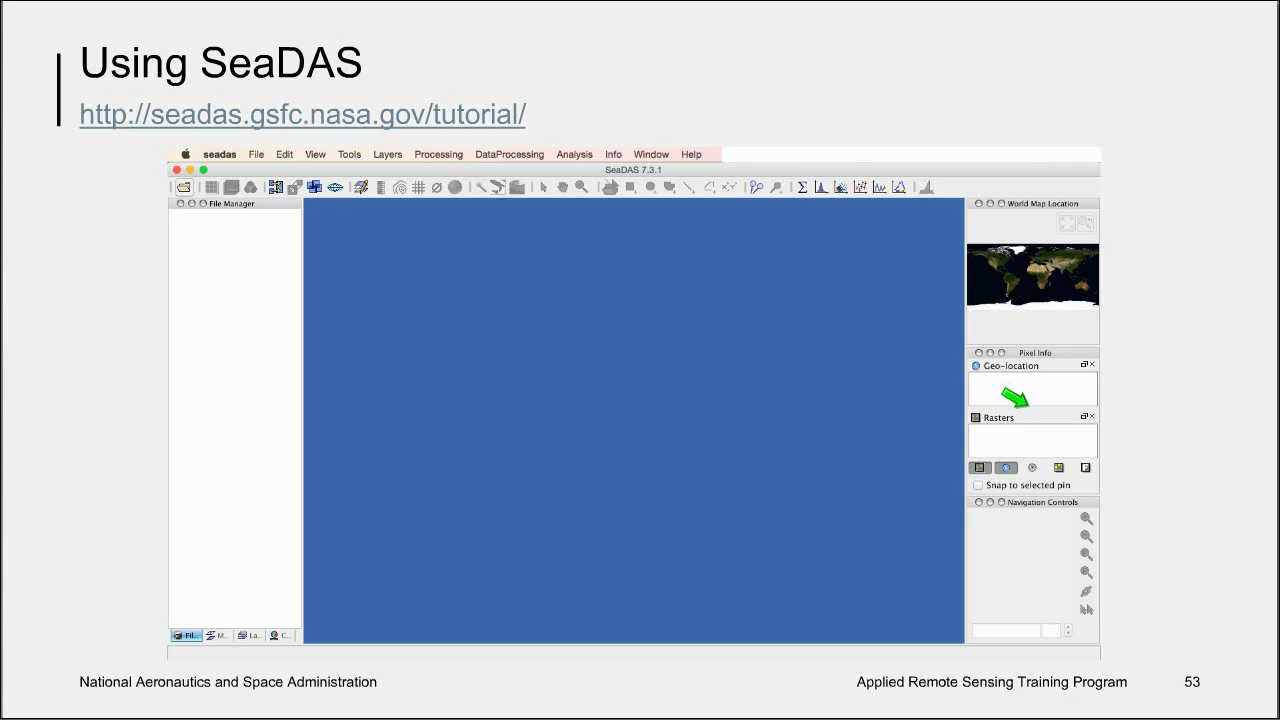 Using SeaDAS
http://seadas.gsfc.nasa.gov/tutorial/
seadas File Edit View Tools Layers Processing DataProcessing Analysis Info Window Help
SeaDAS 7.3.1
File Manager
World Map Location
Pixel Info
Geo-location
Rasters
Snap to selected pin
Navigation Controls
Fil.. M.. La.. C..
National Aeronautics and Space Administration
Applied Remote Sensing Training Program
53